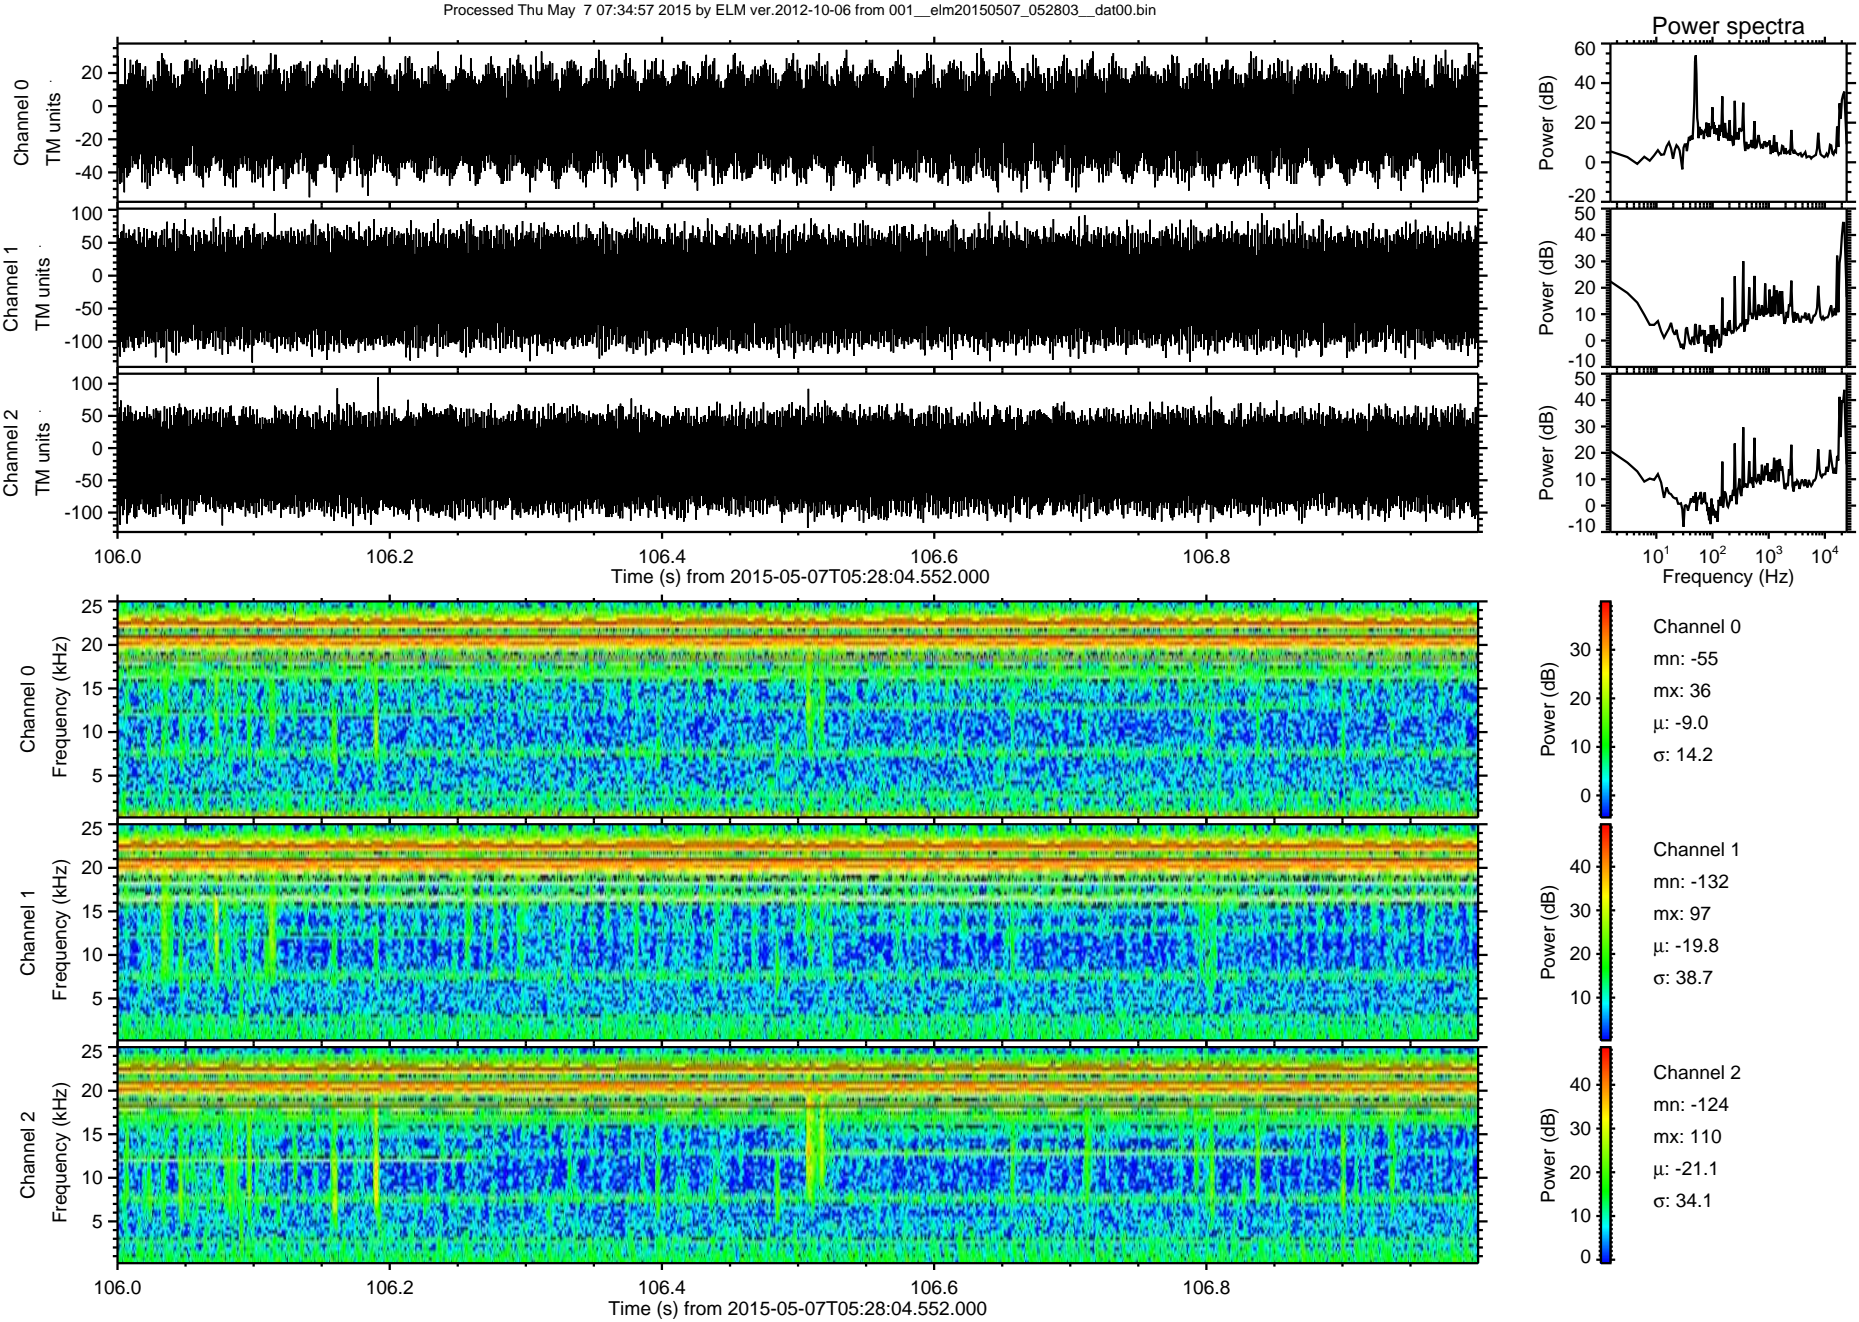 Processed Thu May  7 07:34:57 2015 by ELM ver.2012-10-06 from 001__elm20150507_052803__dat00.bin
Power spectra
Channel 0
TM units
20
0
-20
-40
Power (dB)
60
40
20
0
-20
Channel 1
TM units
100
50
0
-50
-100
Power (dB)
50
40
30
20
10
0
-10
Channel 2
TM units
100
50
0
-50
-100
Power (dB)
50
40
30
20
10
0
-10
106.0 106.2 106.4 106.6 106.8
Time (s) from 2015-05-07T05:28:04.552.000
10^1 10^2 10^3 10^4
Frequency (Hz)
Channel 0
Frequency (kHz)
25
20
15
10
5
Power (dB)
30
20
10
0
Channel 0
mn: -55
mx: 36
μ: -9.0
σ: 14.2
Channel 1
Frequency (kHz)
25
20
15
10
5
Power (dB)
40
30
20
10
Channel 1
mn: -132
mx: 97
μ: -19.8
σ: 38.7
Channel 2
Frequency (kHz)
25
20
15
10
5
Power (dB)
40
30
20
10
0
Channel 2
mn: -124
mx: 110
μ: -21.1
σ: 34.1
106.0 106.2 106.4 106.6 106.8
Time (s) from 2015-05-07T05:28:04.552.000